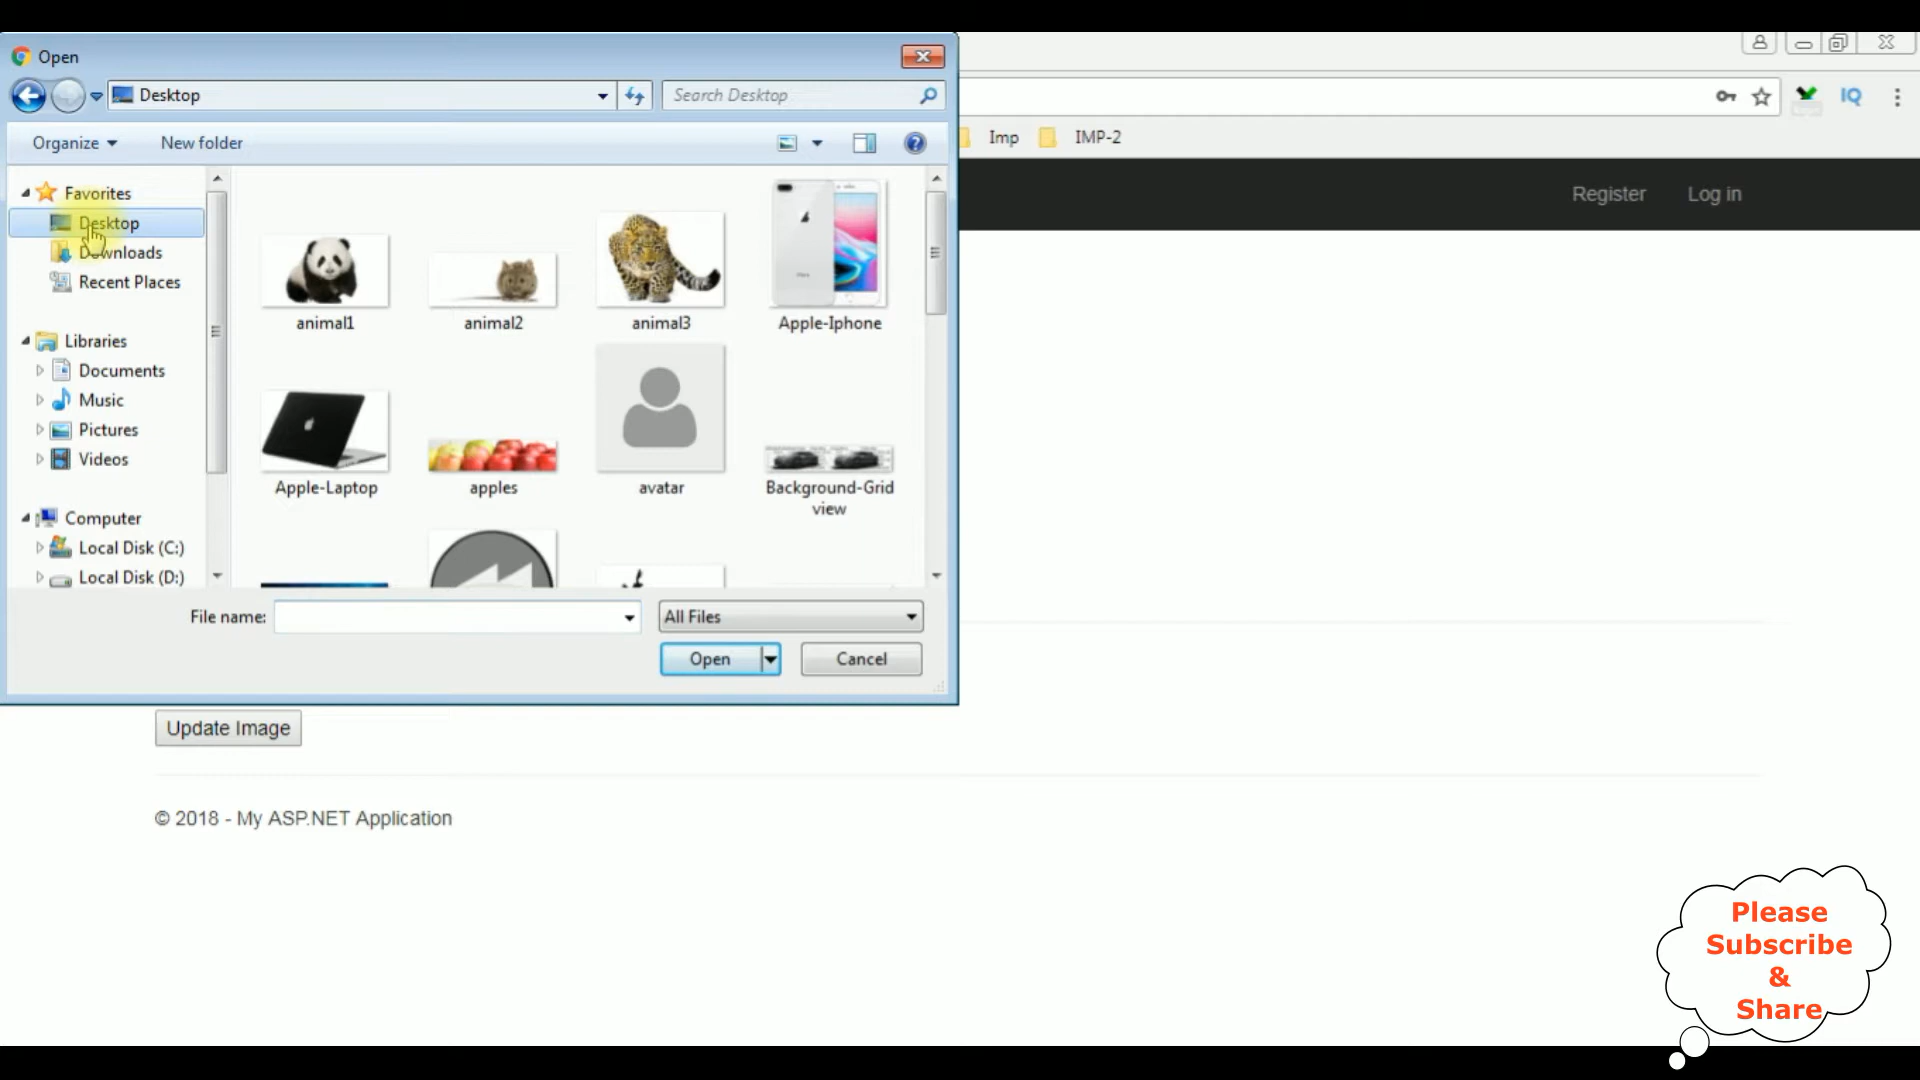 Open
Desktop
Search Desktop
IQ
Organize
New folder
Imp
IMP-2
Favorites
Desktop
Downloads
Recent Places
Register
Log in
animal1
animal2
animal3
Apple-Iphone
Libraries
Documents
Music
Pictures
Videos
Apple-Laptop
apples
avatar
Background-Grid
view
Computer
Local Disk (C:)
Local Disk (D:)
File name:
All Files
Open
Cancel
Update Image
© 2018 - My ASP.NET Application
Please
Subscribe
&
Share